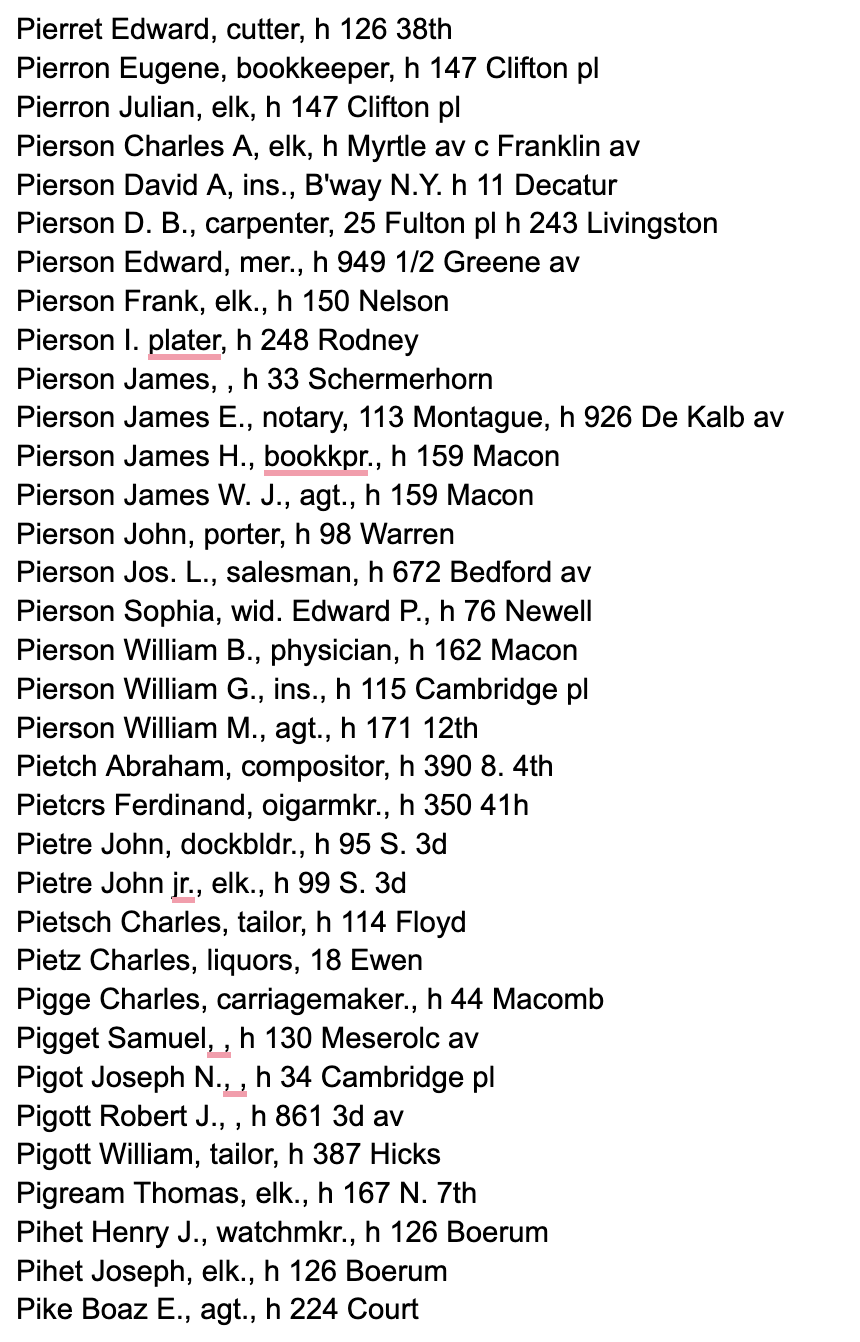 Pierret Edward, cutter, h 126 38th
Pierron Eugene, bookkeeper, h 147 Clifton pl
Pierron Julian, elk, h 147 Clifton pl
Pierson Charles A, elk, h Myrtle av c Franklin av
Pierson David A, ins., B'way N.Y. h 11 Decatur
Pierson D. B., carpenter, 25 Fulton pl h 243 Livingston
Pierson Edward, mer., h 949 1/2 Greene av
Pierson Frank, elk., h 150 Nelson
Pierson I. plater, h 248 Rodney
Pierson James, , h 33 Schermerhorn
Pierson James E., notary, 113 Montague, h 926 De Kalb av
Pierson James H., bookkpr., h 159 Macon
Pierson James W. J., agt., h 159 Macon
Pierson John, porter, h 98 Warren
Pierson Jos. L., salesman, h 672 Bedford av
Pierson Sophia, wid. Edward P., h 76 Newell
Pierson William B., physician, h 162 Macon
Pierson William G., ins., h 115 Cambridge pl
Pierson William M., agt., h 171 12th
Pietch Abraham, compositor, h 390 8. 4th
Pietcrs Ferdinand, oigarmkr., h 350 41h
Pietre John, dockbldr., h 95 S. 3d
Pietre John jr., elk., h 99 S. 3d
Pietsch Charles, tailor, h 114 Floyd
Pietz Charles, liquors, 18 Ewen
Pigge Charles, carriagemaker., h 44 Macomb
Pigget Samuel, , h 130 Meserolc av
Pigot Joseph N., , h 34 Cambridge pl
Pigott Robert J., , h 861 3d av
Pigott William, tailor, h 387 Hicks
Pigream Thomas, elk., h 167 N. 7th
Pihet Henry J., watchmkr., h 126 Boerum
Pihet Joseph, elk., h 126 Boerum
Pike Boaz E., agt., h 224 Court